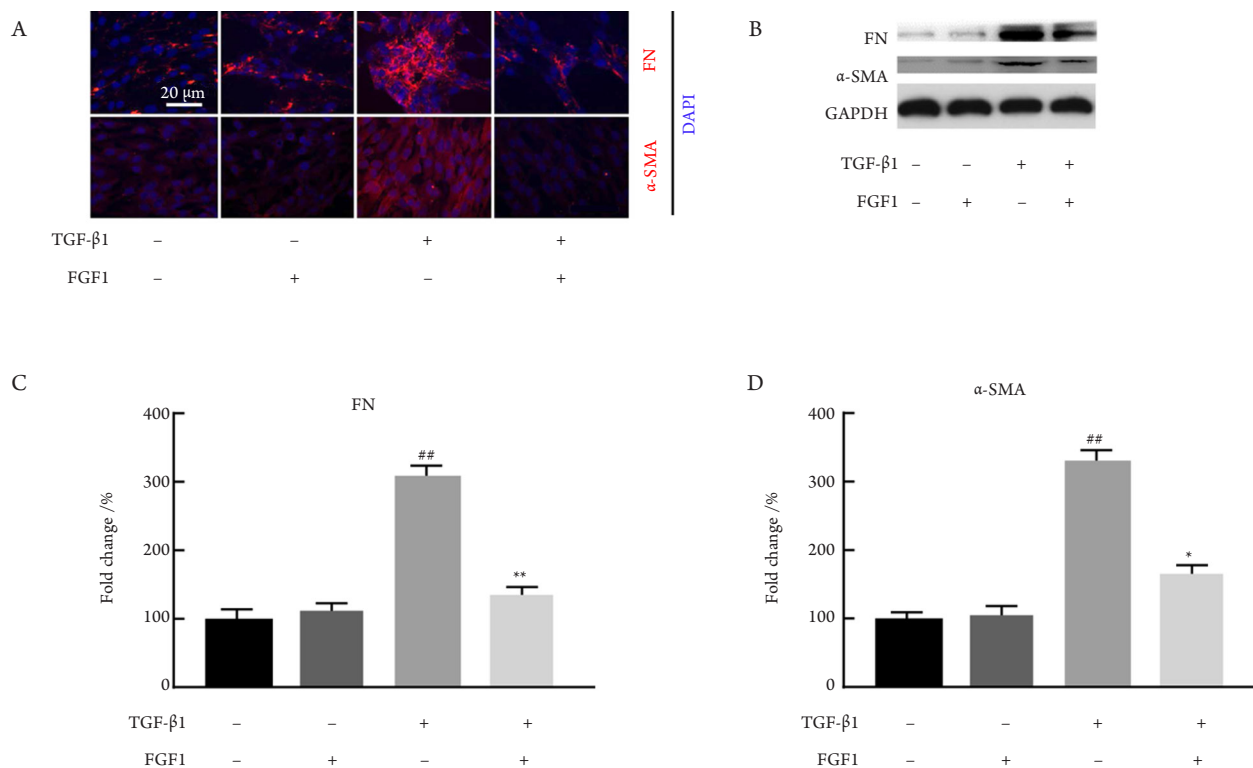 A
20 μm
FN
α-SMA
DAPI
TGF-β1 – – + +
FGF1 – + – +
B
FN
α-SMA
GAPDH
TGF-β1 – – + +
FGF1 – + – +
C
FN
Fold change /%
400
300
200
100
0
##
**
TGF-β1 – – + +
FGF1 – + – +
D
α-SMA
Fold change /%
400
300
200
100
0
##
*
TGF-β1 – – + +
FGF1 – + – +